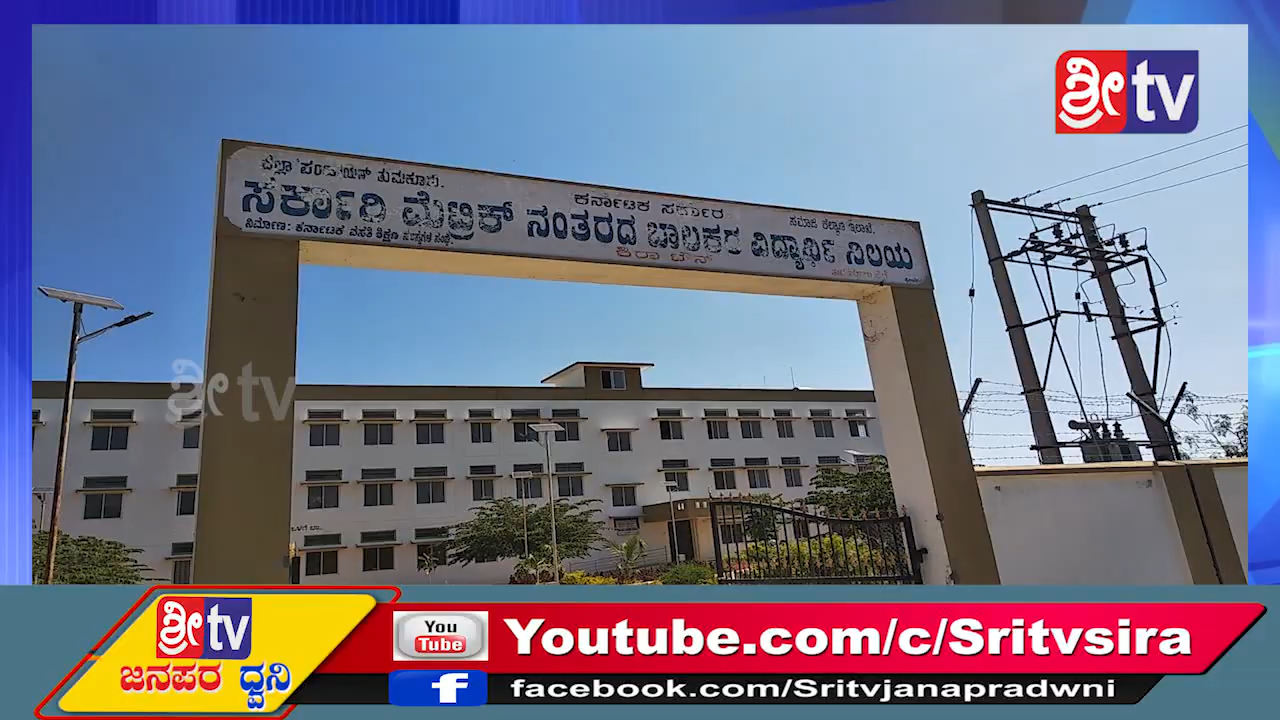 ಶ್ರೀ tv
ಜಿಲ್ಲಾ ಪಂಚಾಯತ್ ತುಮಕೂರು.
ಕರ್ನಾಟಕ ಸರ್ಕಾರ
ಸಮಾಜ ಕಲ್ಯಾಣ ಇಲಾಖೆ.
ಸರ್ಕಾರಿ ಮೆಟ್ರಿಕ್ ನಂತರದ ಬಾಲಕರ ವಿದ್ಯಾರ್ಥಿ ನಿಲಯ
ನಿರ್ಮಾಣ: ಕರ್ನಾಟಕ ವಸತಿ ಶಿಕ್ಷಣ ಸಂಸ್ಥೆಗಳ ಸಂಘ.
ಶಿರಾ ಟೌನ್
ಶ್ರೀ tv
ಶ್ರೀ tv
ಜನಪರ ಧ್ವನಿ
You
Tube
Youtube.com/c/Sritvsira
f
facebook.com/Sritvjanapradwni